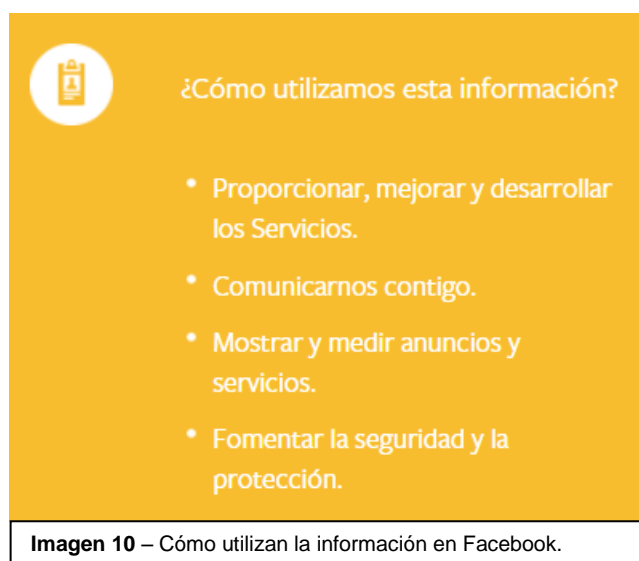 ¿Cómo utilizamos esta información?
• Proporcionar, mejorar y desarrollar
los Servicios.
• Comunicarnos contigo.
• Mostrar y medir anuncios y
servicios.
• Fomentar la seguridad y la
protección.
Imagen 10 – Cómo utilizan la información en Facebook.